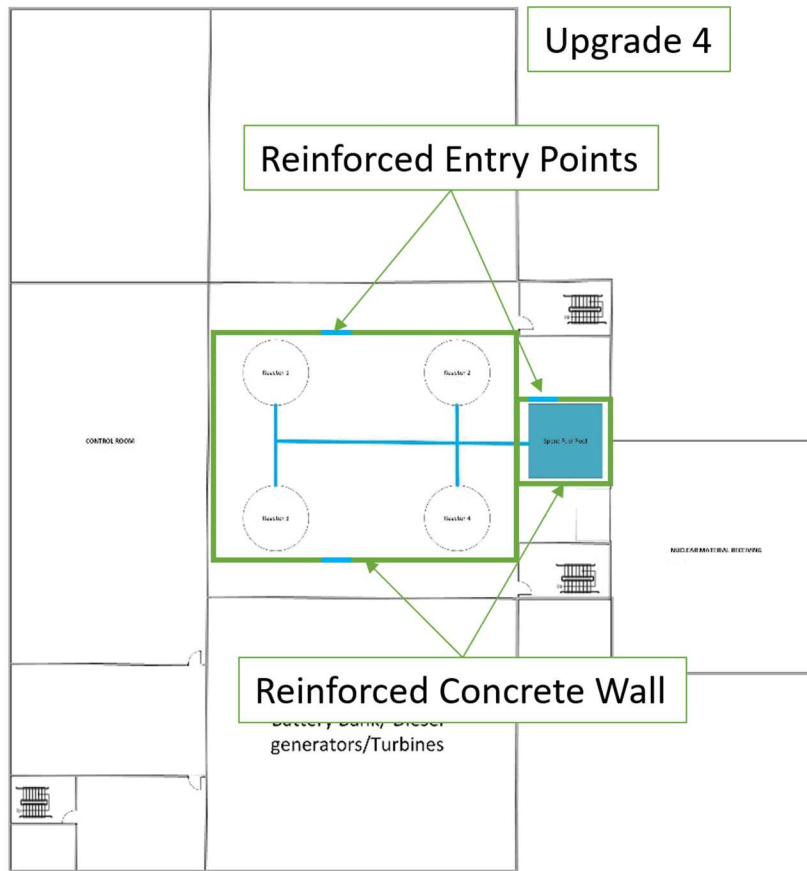 Upgrade 4
Reinforced Entry Points
Reactor 1
Reactor 2
CONTROL ROOM
Spent Fuel Pool
Reactor 3
Reactor 4
NUCLEAR MATERIAL RECEIVING
Reinforced Concrete Wall
Battery Bank/ Diesel
generators/Turbines